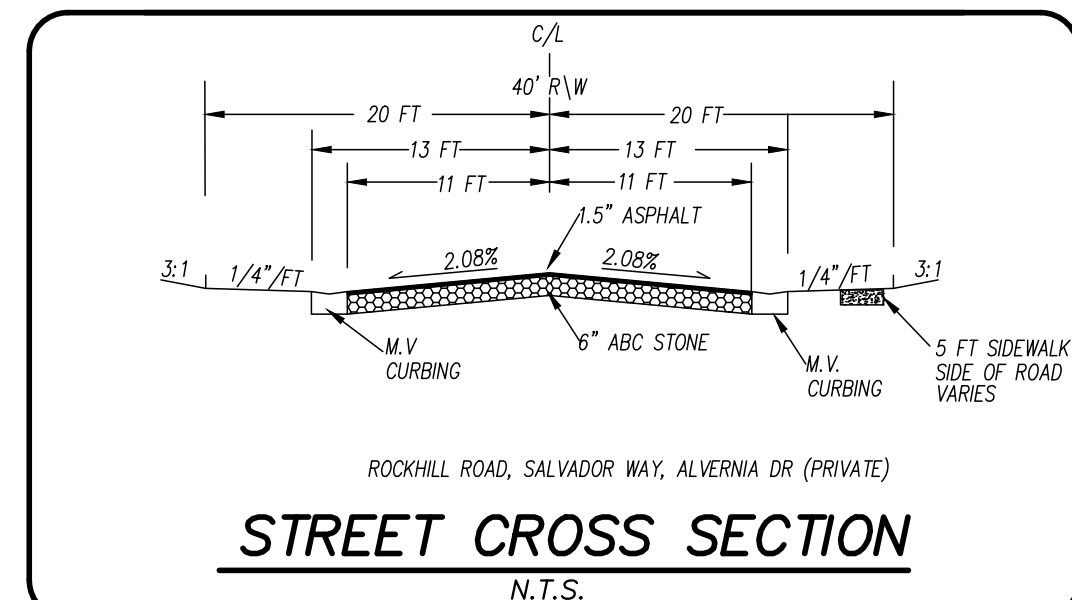 C/L
40' R\W
20 FT 20 FT
13 FT 13 FT
11 FT 11 FT
1.5" ASPHALT
3:1 1/4"/FT 2.08% 2.08% 1/4"/FT 3:1
6" ABC STONE
M.V
CURBING
M.V.
CURBING
5 FT SIDEWALK
SIDE OF ROAD
VARIES
ROCKHILL ROAD, SALVADOR WAY, ALVERNIA DR (PRIVATE)
STREET CROSS SECTION
N.T.S.